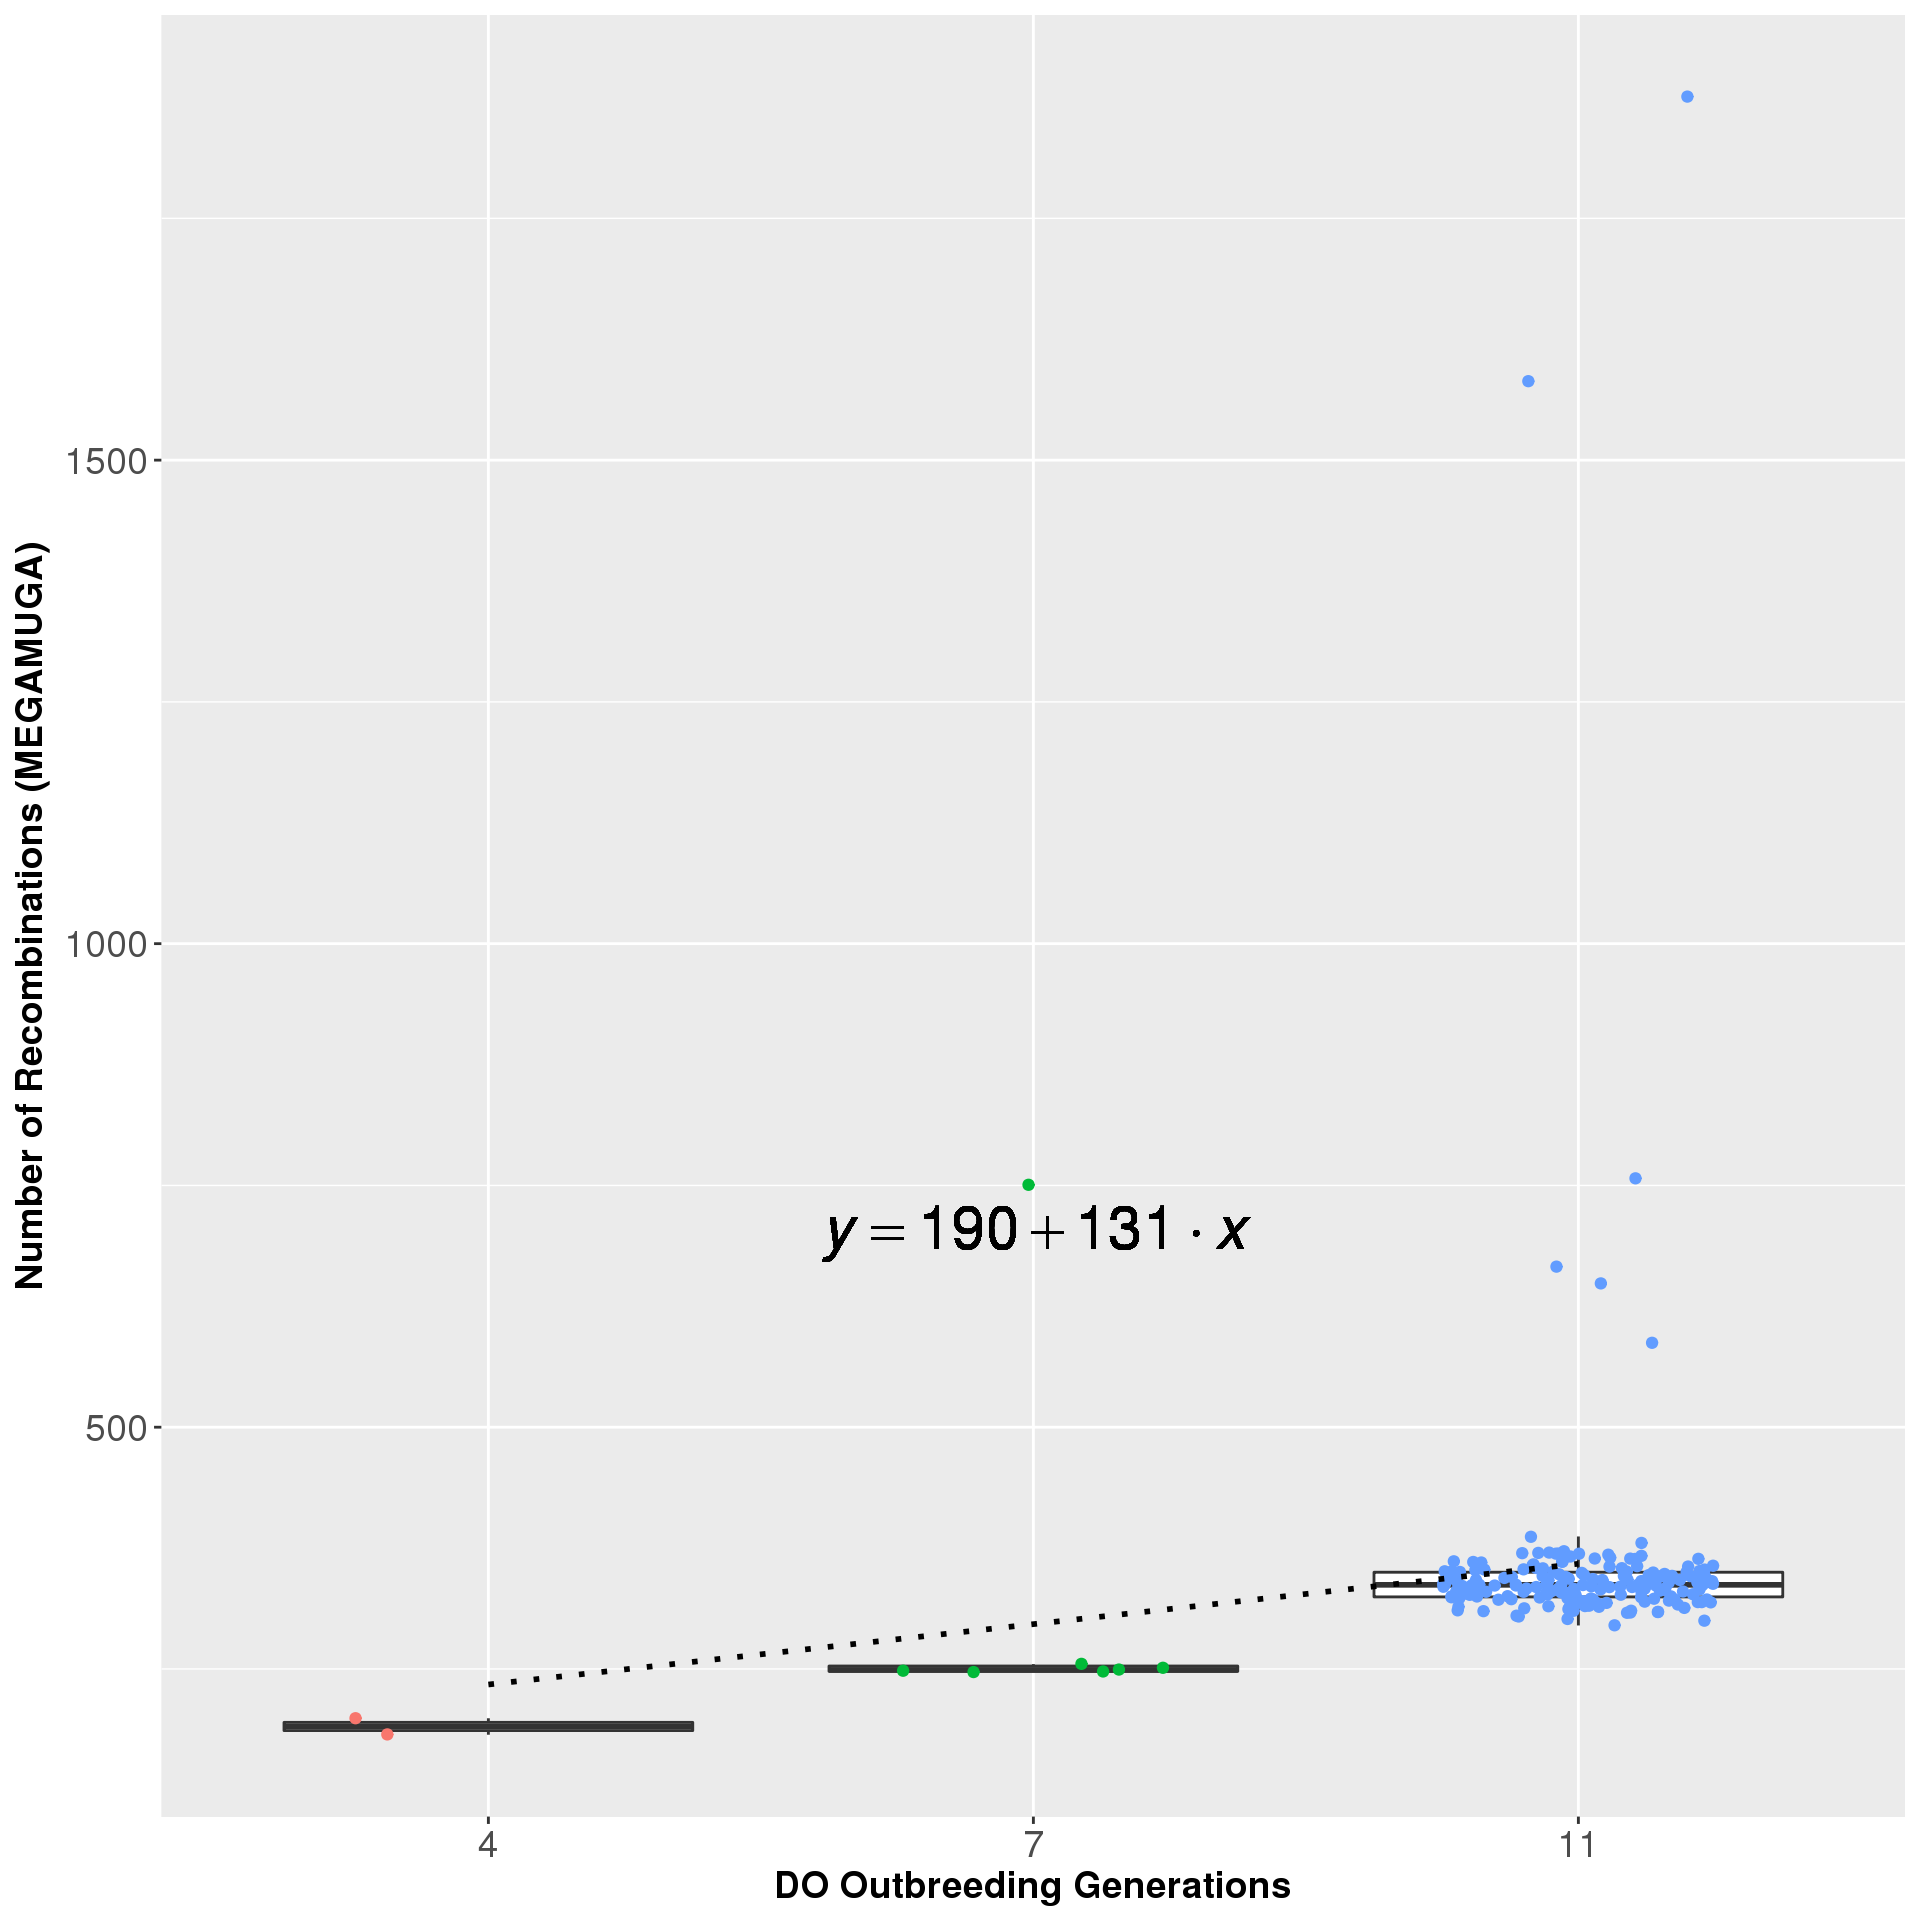 Number of Recombinations (MEGAMUGA)
1500
1000
500
y = 190 + 131 · x
4 7 11
DO Outbreeding Generations